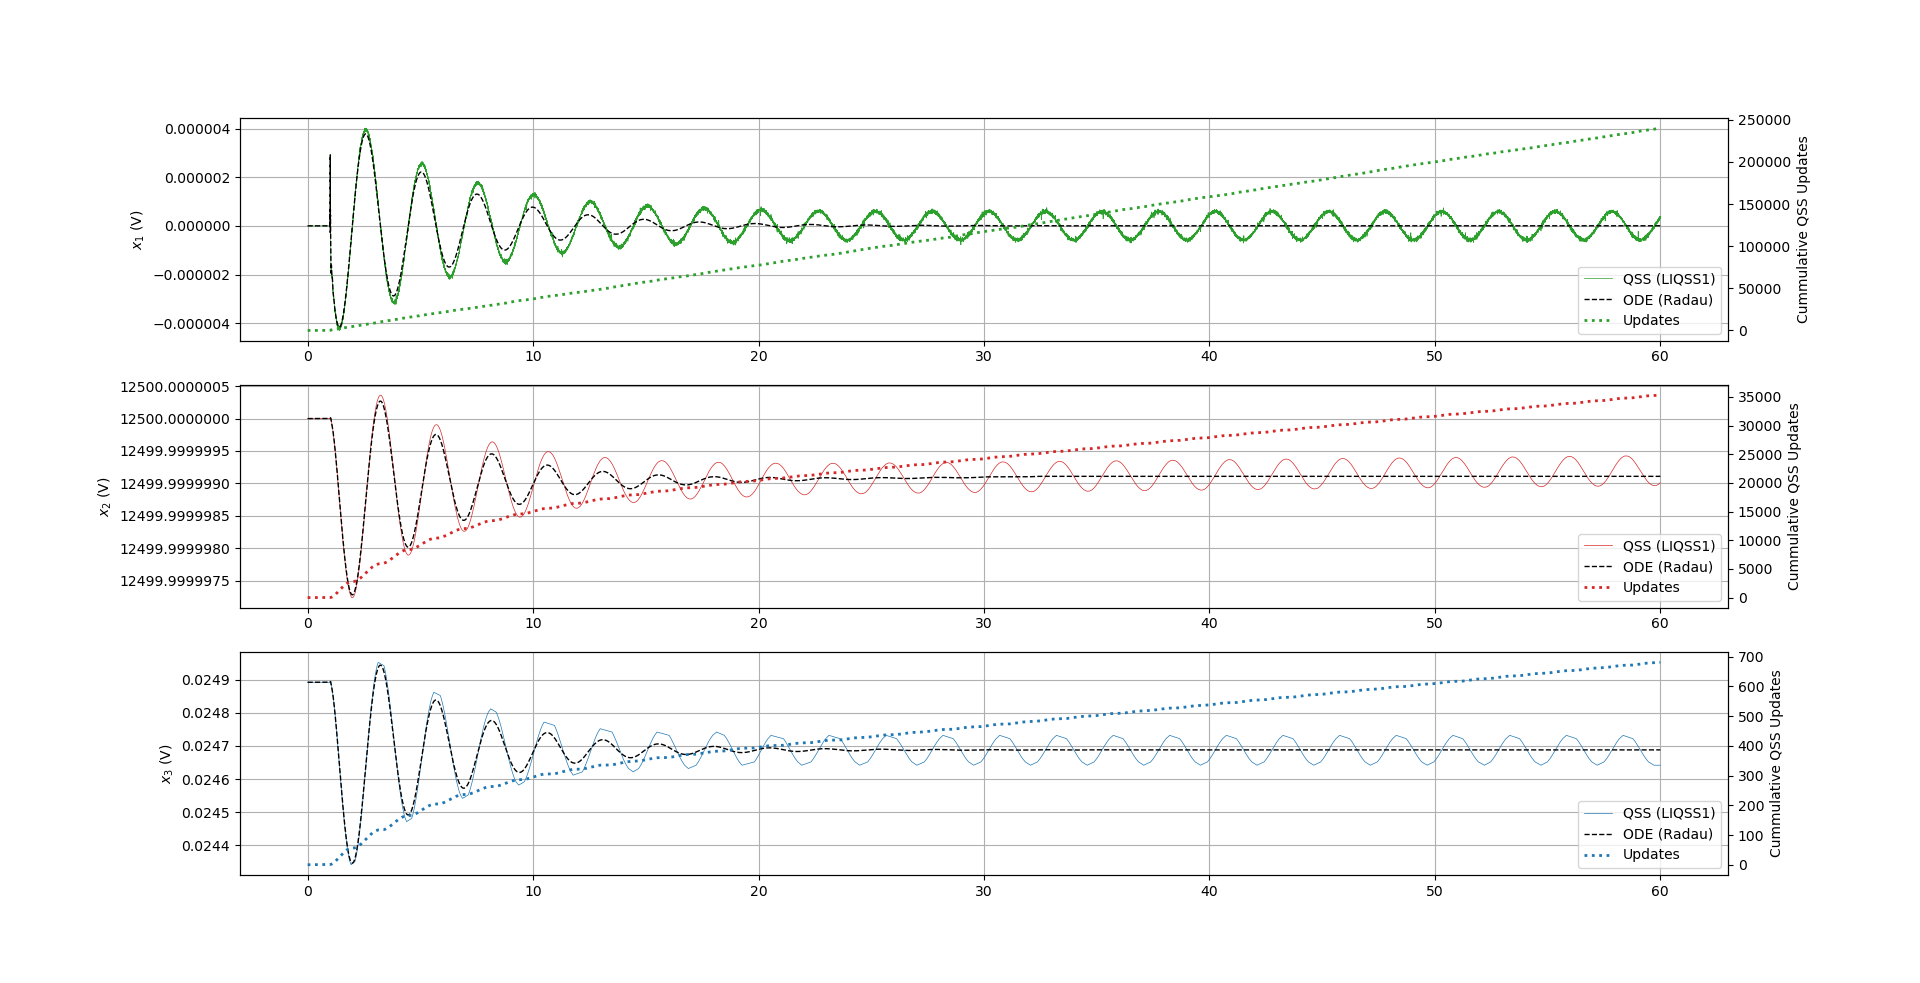 0.000004
0.000002
0.000000
−0.000002
−0.000004
x₁ (V)
250000
200000
150000
100000
50000
0
Cummulative QSS Updates
QSS (LIQSS1)
ODE (Radau)
Updates
0 10 20 30 40 50 60
12500.0000005
12500.0000000
12499.9999995
12499.9999990
12499.9999985
12499.9999980
12499.9999975
x₂ (V)
35000
30000
25000
20000
15000
10000
5000
0
Cummulative QSS Updates
QSS (LIQSS1)
ODE (Radau)
Updates
0 10 20 30 40 50 60
0.0249
0.0248
0.0247
0.0246
0.0245
0.0244
x₃ (V)
700
600
500
400
300
200
100
0
Cummulative QSS Updates
QSS (LIQSS1)
ODE (Radau)
Updates
0 10 20 30 40 50 60